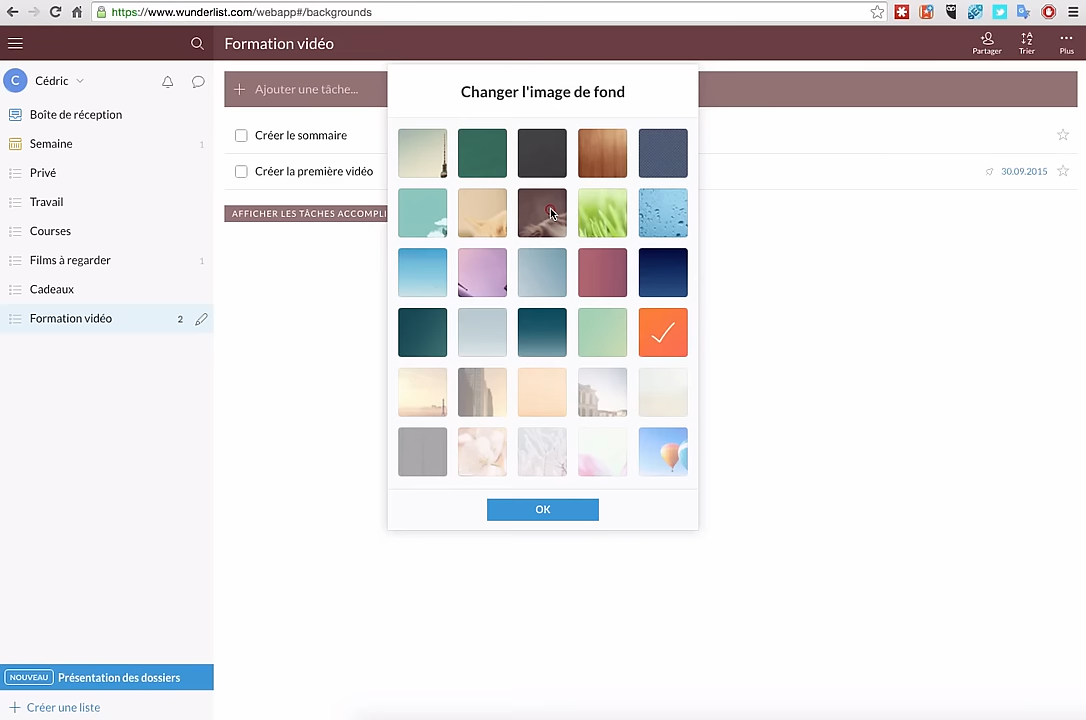 https://www.wunderlist.com/webapp#/backgrounds
Formation vidéo
Partager
Trier
Plus
C Cédric
Boîte de réception
Semaine 1
Privé
Travail
Courses
Films à regarder 1
Cadeaux
Formation vidéo 2
NOUVEAU Présentation des dossiers
+ Créer une liste
+ Ajouter une tâche...
Créer le sommaire
Créer la première vidéo 30.09.2015
AFFICHER LES TÂCHES ACCOMPLI
Changer l'image de fond
OK